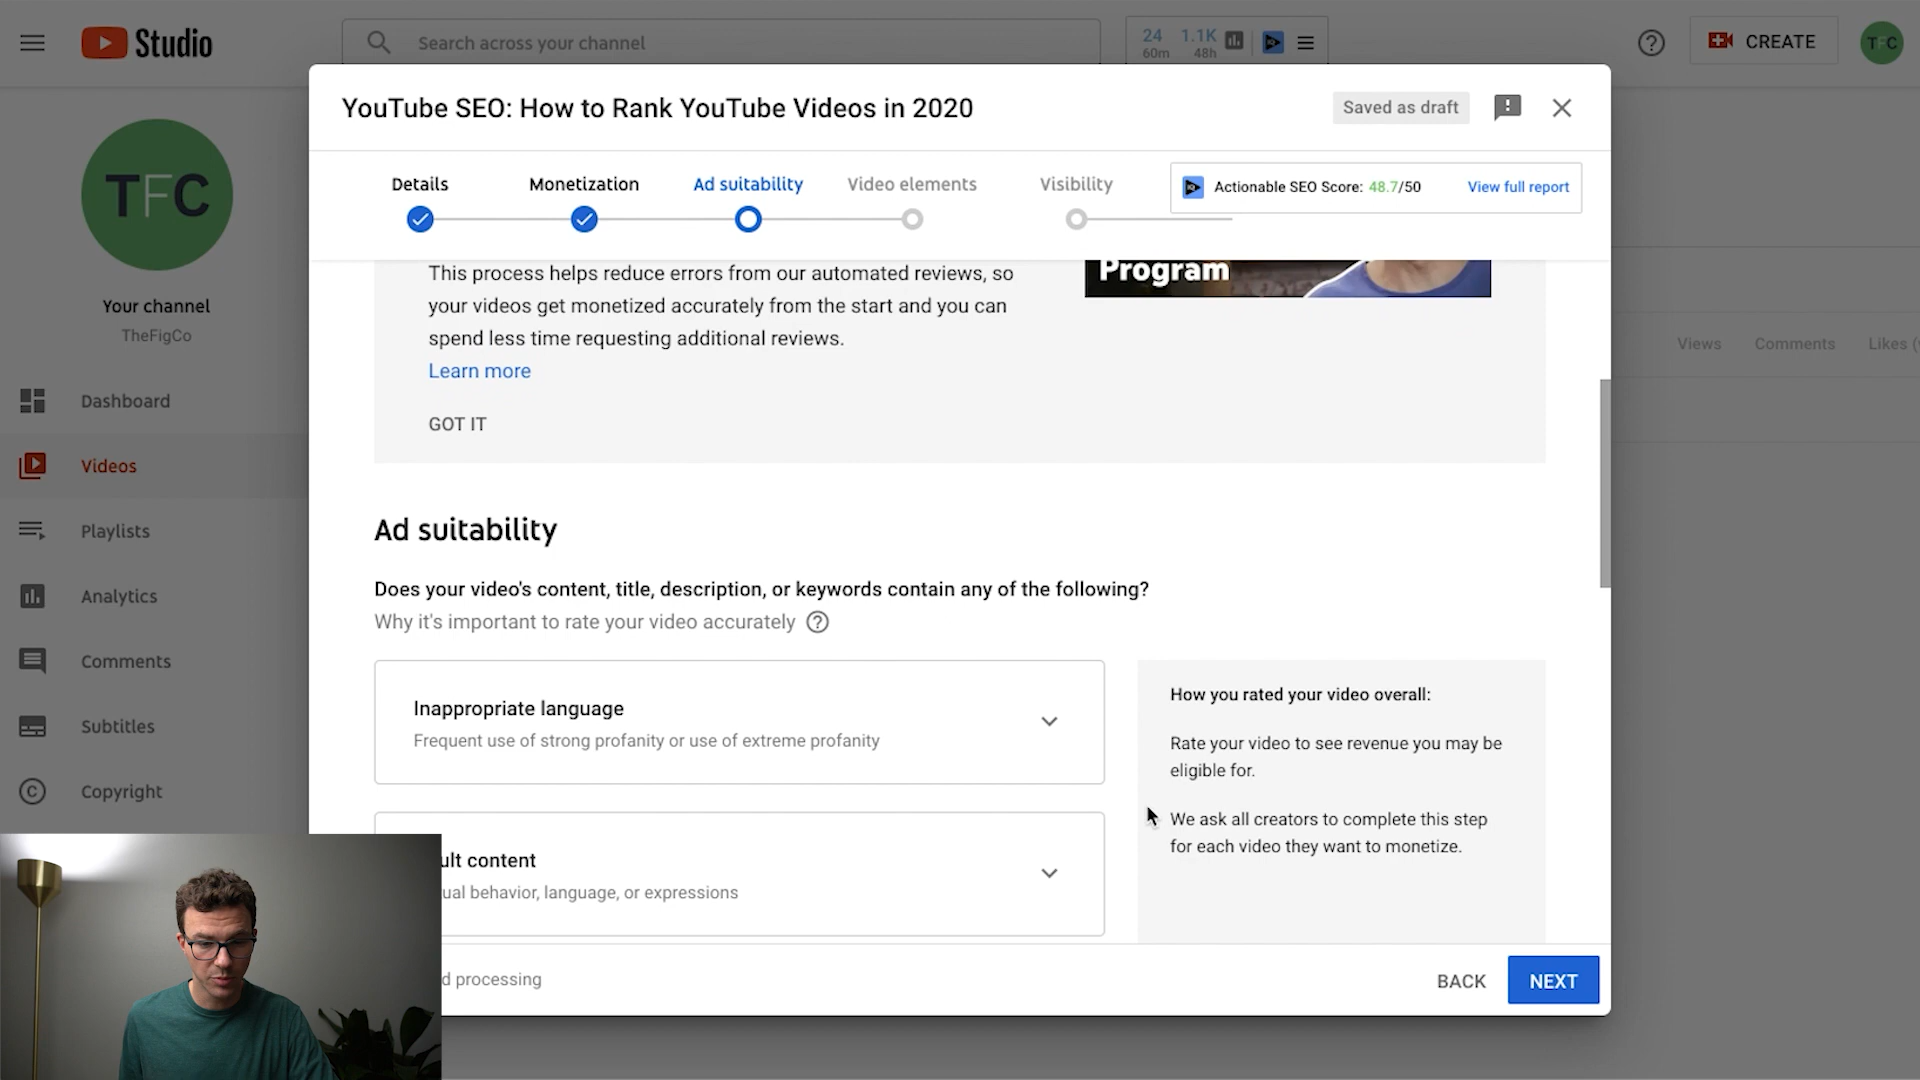 Studio
Search across your channel
24 1.1K
60m 48h
CREATE
TFC
YouTube SEO: How to Rank YouTube Videos in 2020
Saved as draft
Details
Monetization
Ad suitability
Video elements
Visibility
Actionable SEO Score: 48.7/50
View full report
TFC
Your channel
TheFigCo
Dashboard
Videos
Playlists
Analytics
Comments
Subtitles
Copyright
This process helps reduce errors from our automated reviews, so
your videos get monetized accurately from the start and you can
spend less time requesting additional reviews.
Learn more
GOT IT
Program
Views
Comments
Likes (
Ad suitability
Does your video's content, title, description, or keywords contain any of the following?
Why it's important to rate your video accurately
Inappropriate language
Frequent use of strong profanity or use of extreme profanity
ult content
ual behavior, language, or expressions
How you rated your video overall:
Rate your video to see revenue you may be
eligible for.
We ask all creators to complete this step
for each video they want to monetize.
d processing
BACK
NEXT